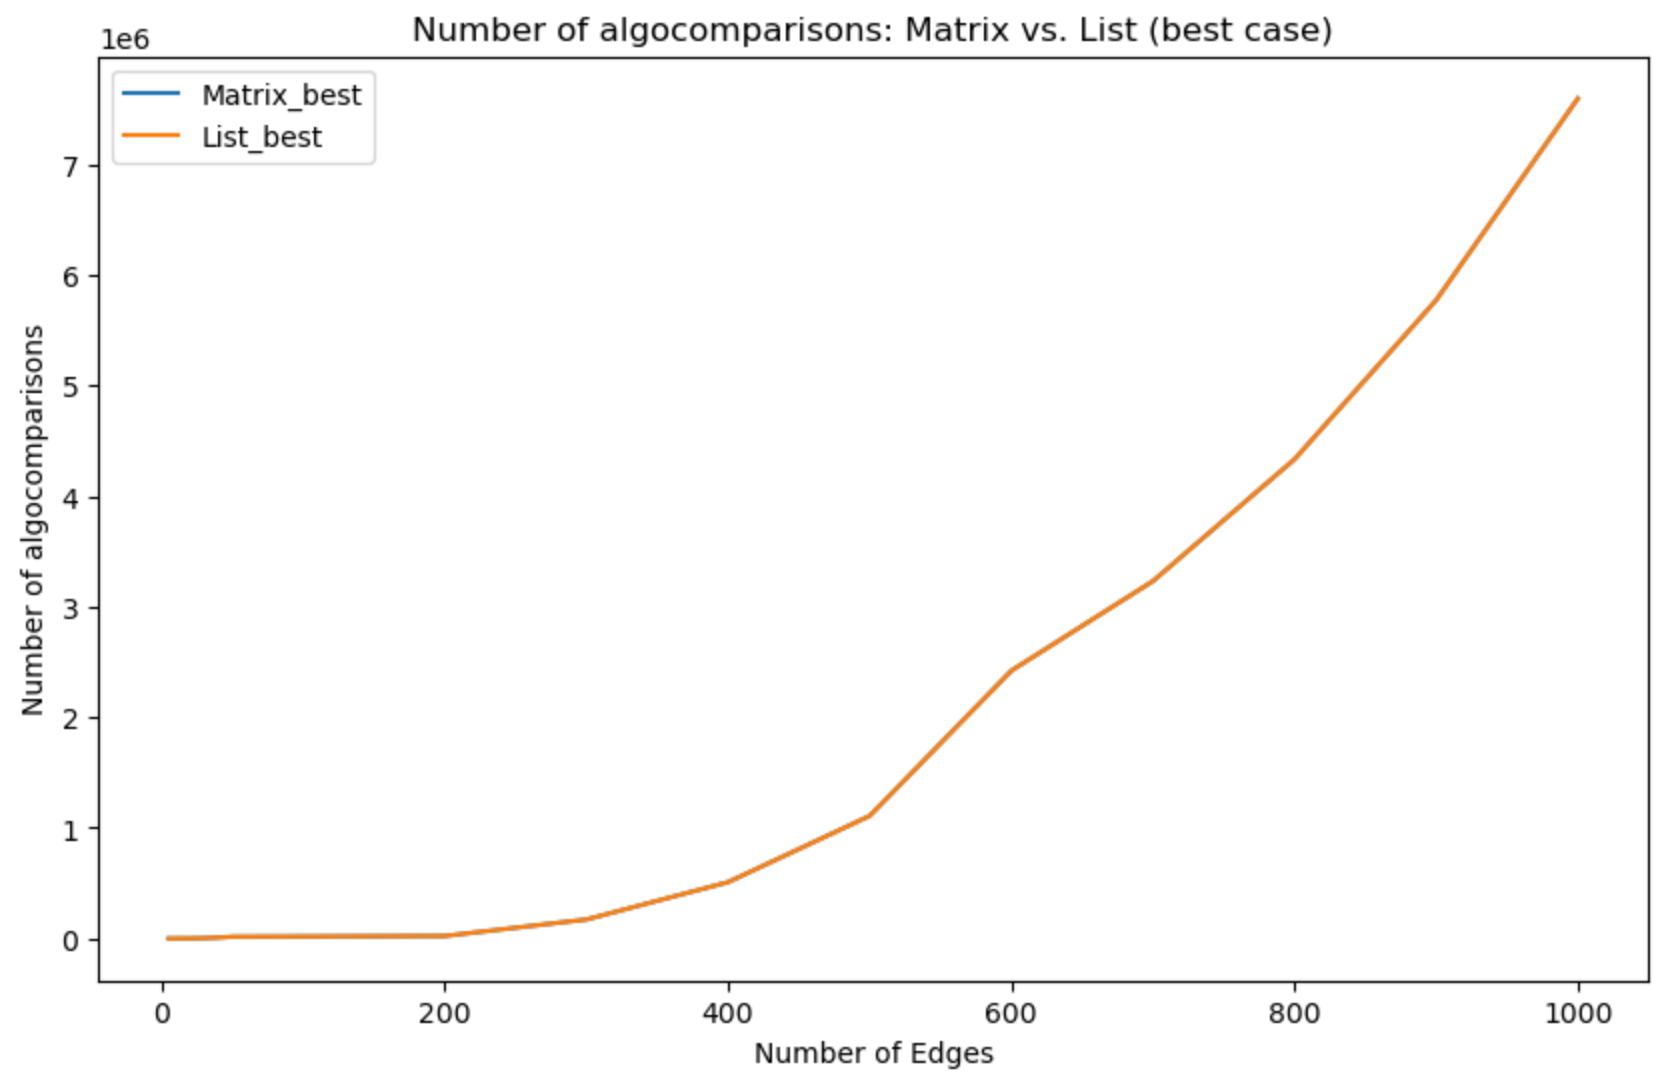 Number of algocomparisons: Matrix vs. List (best case)
1e6
Matrix_best
List_best
7
6
5
4
3
2
1
0
Number of algocomparisons
0 200 400 600 800 1000
Number of Edges